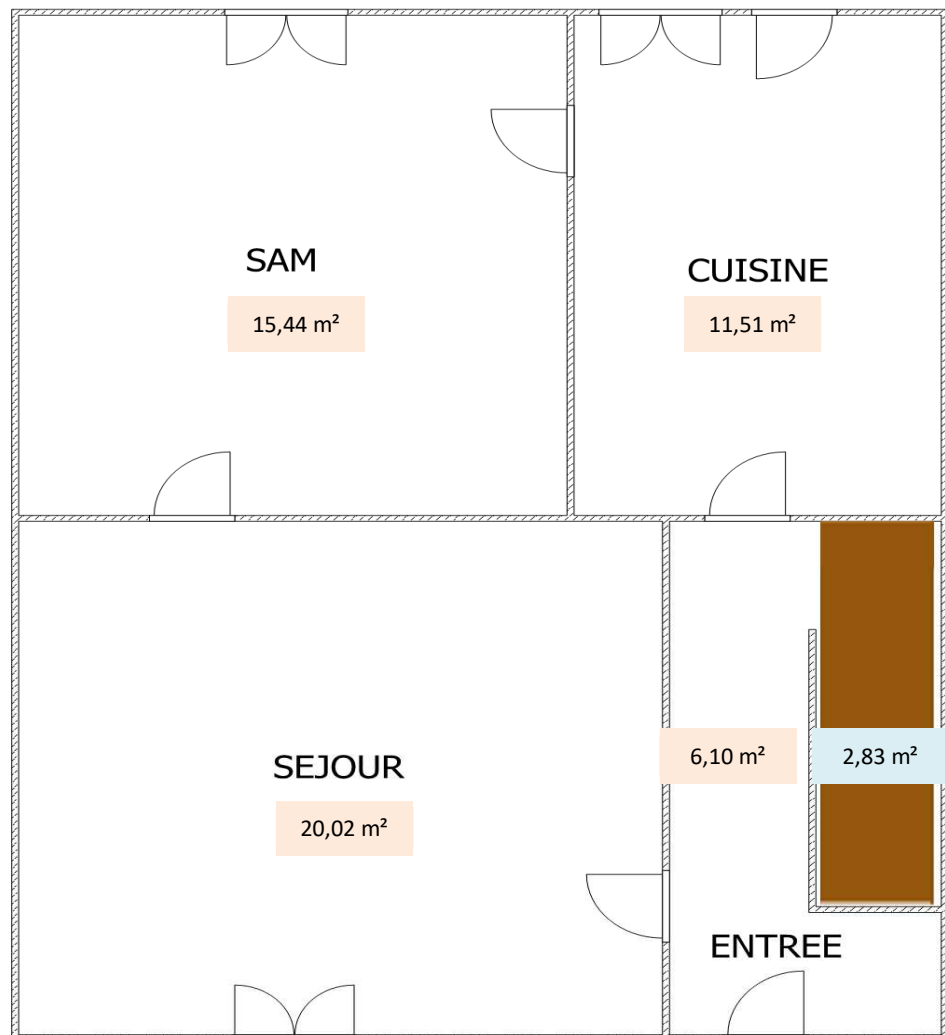 SAM
15,44 m²
CUISINE
11,51 m²
SEJOUR
20,02 m²
6,10 m²
2,83 m²
ENTREE